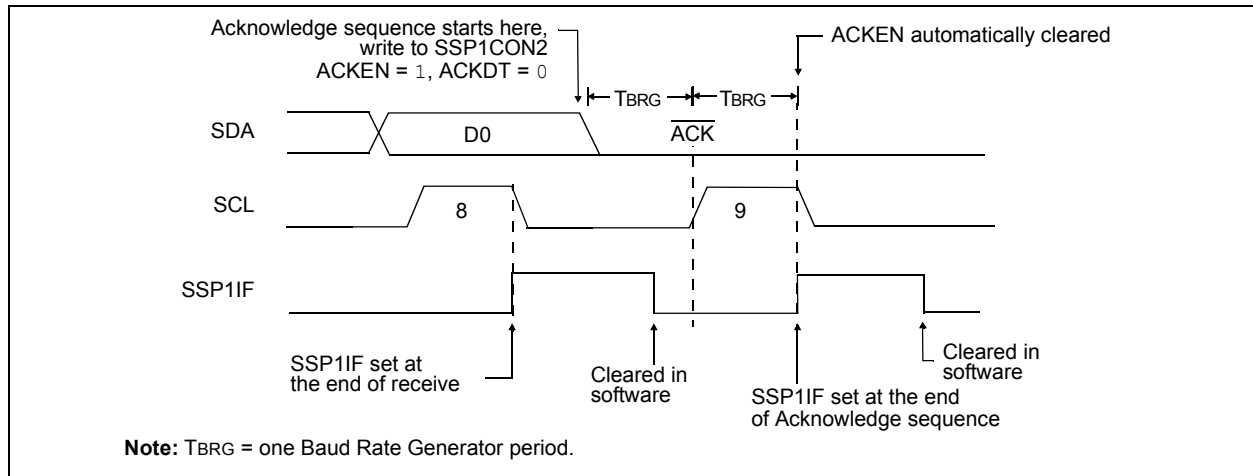 Acknowledge sequence starts here,
write to SSP1CON2
ACKEN = 1, ACKDT = 0
ACKEN automatically cleared
TBRG
TBRG
SDA
D0
ACK
SCL
8
9
SSP1IF
SSP1IF set at
the end of receive
Cleared in
software
SSP1IF set at the end
of Acknowledge sequence
Cleared in
software
Note: TBRG = one Baud Rate Generator period.